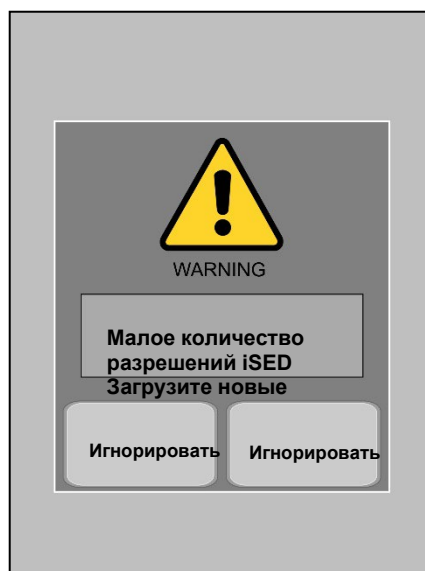 WARNING
Малое количество
разрешений iSED
Загрузите новые
Игнорировать Игнорировать